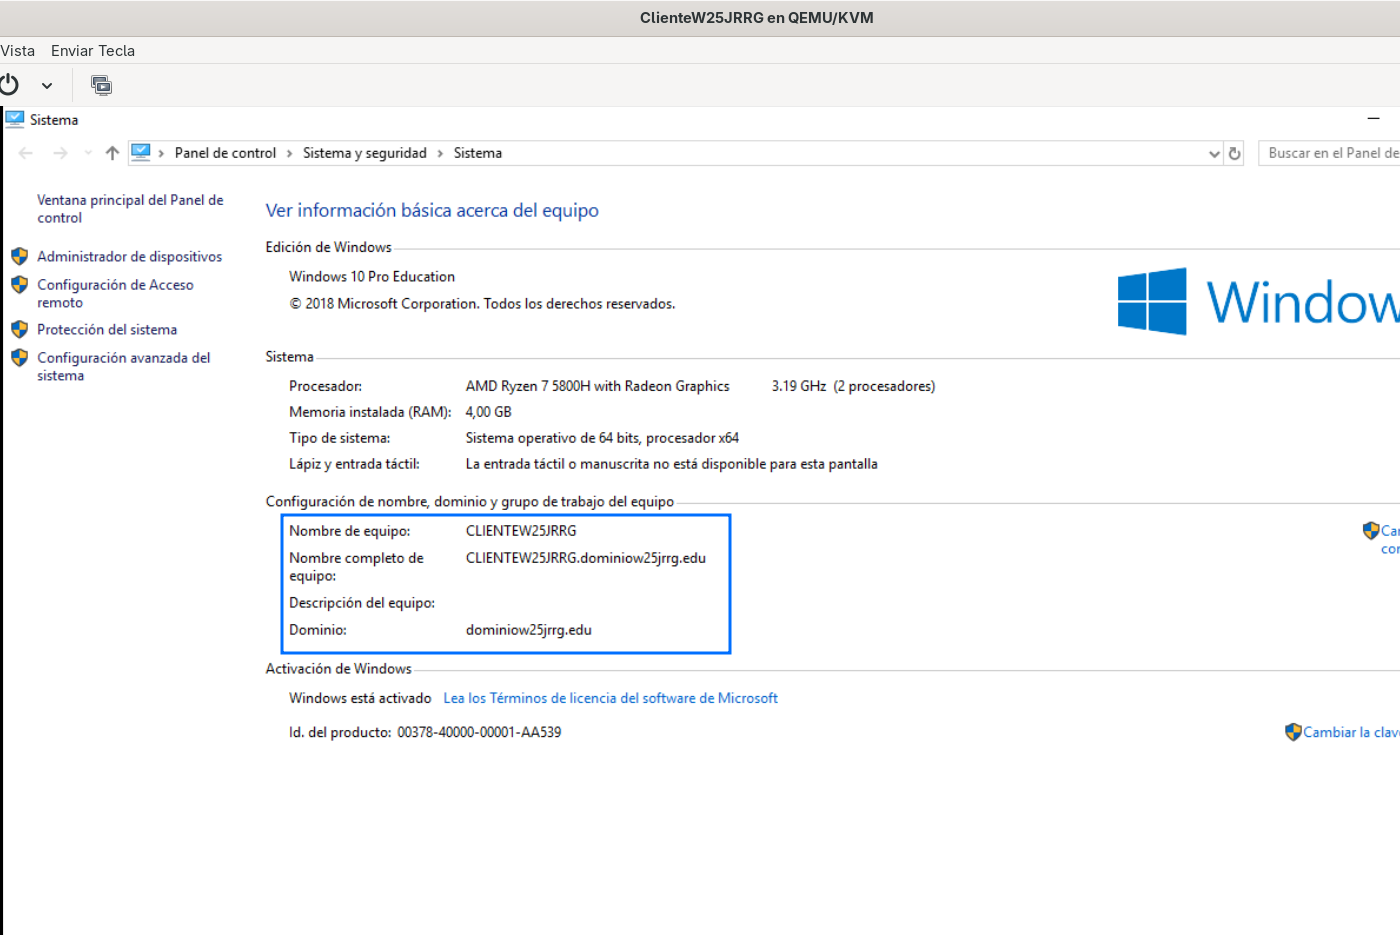 ClienteW25JRRG en QEMU/KVM
Vista Enviar Tecla
Sistema
Panel de control Sistema y seguridad Sistema
Buscar en el Panel de
Ventana principal del Panel de
control
Administrador de dispositivos
Configuración de Acceso
remoto
Protección del sistema
Configuración avanzada del
sistema
Ver información básica acerca del equipo
Edición de Windows
Windows 10 Pro Education
© 2018 Microsoft Corporation. Todos los derechos reservados.
Window
Sistema
Procesador: AMD Ryzen 7 5800H with Radeon Graphics 3.19 GHz (2 procesadores)
Memoria instalada (RAM): 4,00 GB
Tipo de sistema: Sistema operativo de 64 bits, procesador x64
Lápiz y entrada táctil: La entrada táctil o manuscrita no está disponible para esta pantalla
Configuración de nombre, dominio y grupo de trabajo del equipo
Nombre de equipo: CLIENTEW25JRRG
Nombre completo de CLIENTEW25JRRG.dominiow25jrrg.edu
equipo:
Descripción del equipo:
Dominio: dominiow25jrrg.edu
Activación de Windows
Windows está activado Lea los Términos de licencia del software de Microsoft
Id. del producto: 00378-40000-00001-AA539
Cambiar la clav